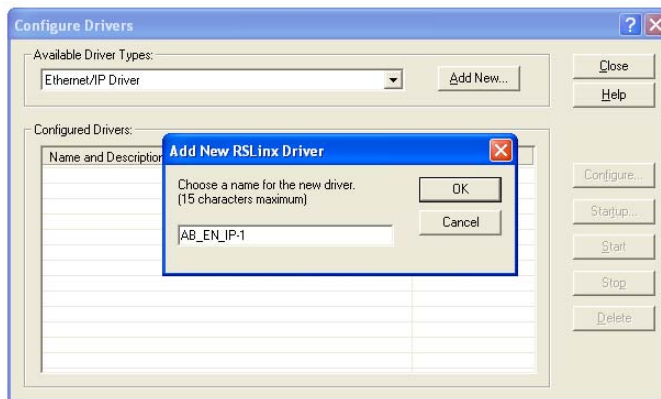 Configure Drivers
Available Driver Types:
Ethernet/IP Driver
Add New...
Close
Help
Configured Drivers:
Name and Description
Add New RSLinx Driver
Choose a name for the new driver.
(15 characters maximum)
AB_EN_IP-1
OK
Cancel
Configure...
Startup...
Start
Stop
Delete